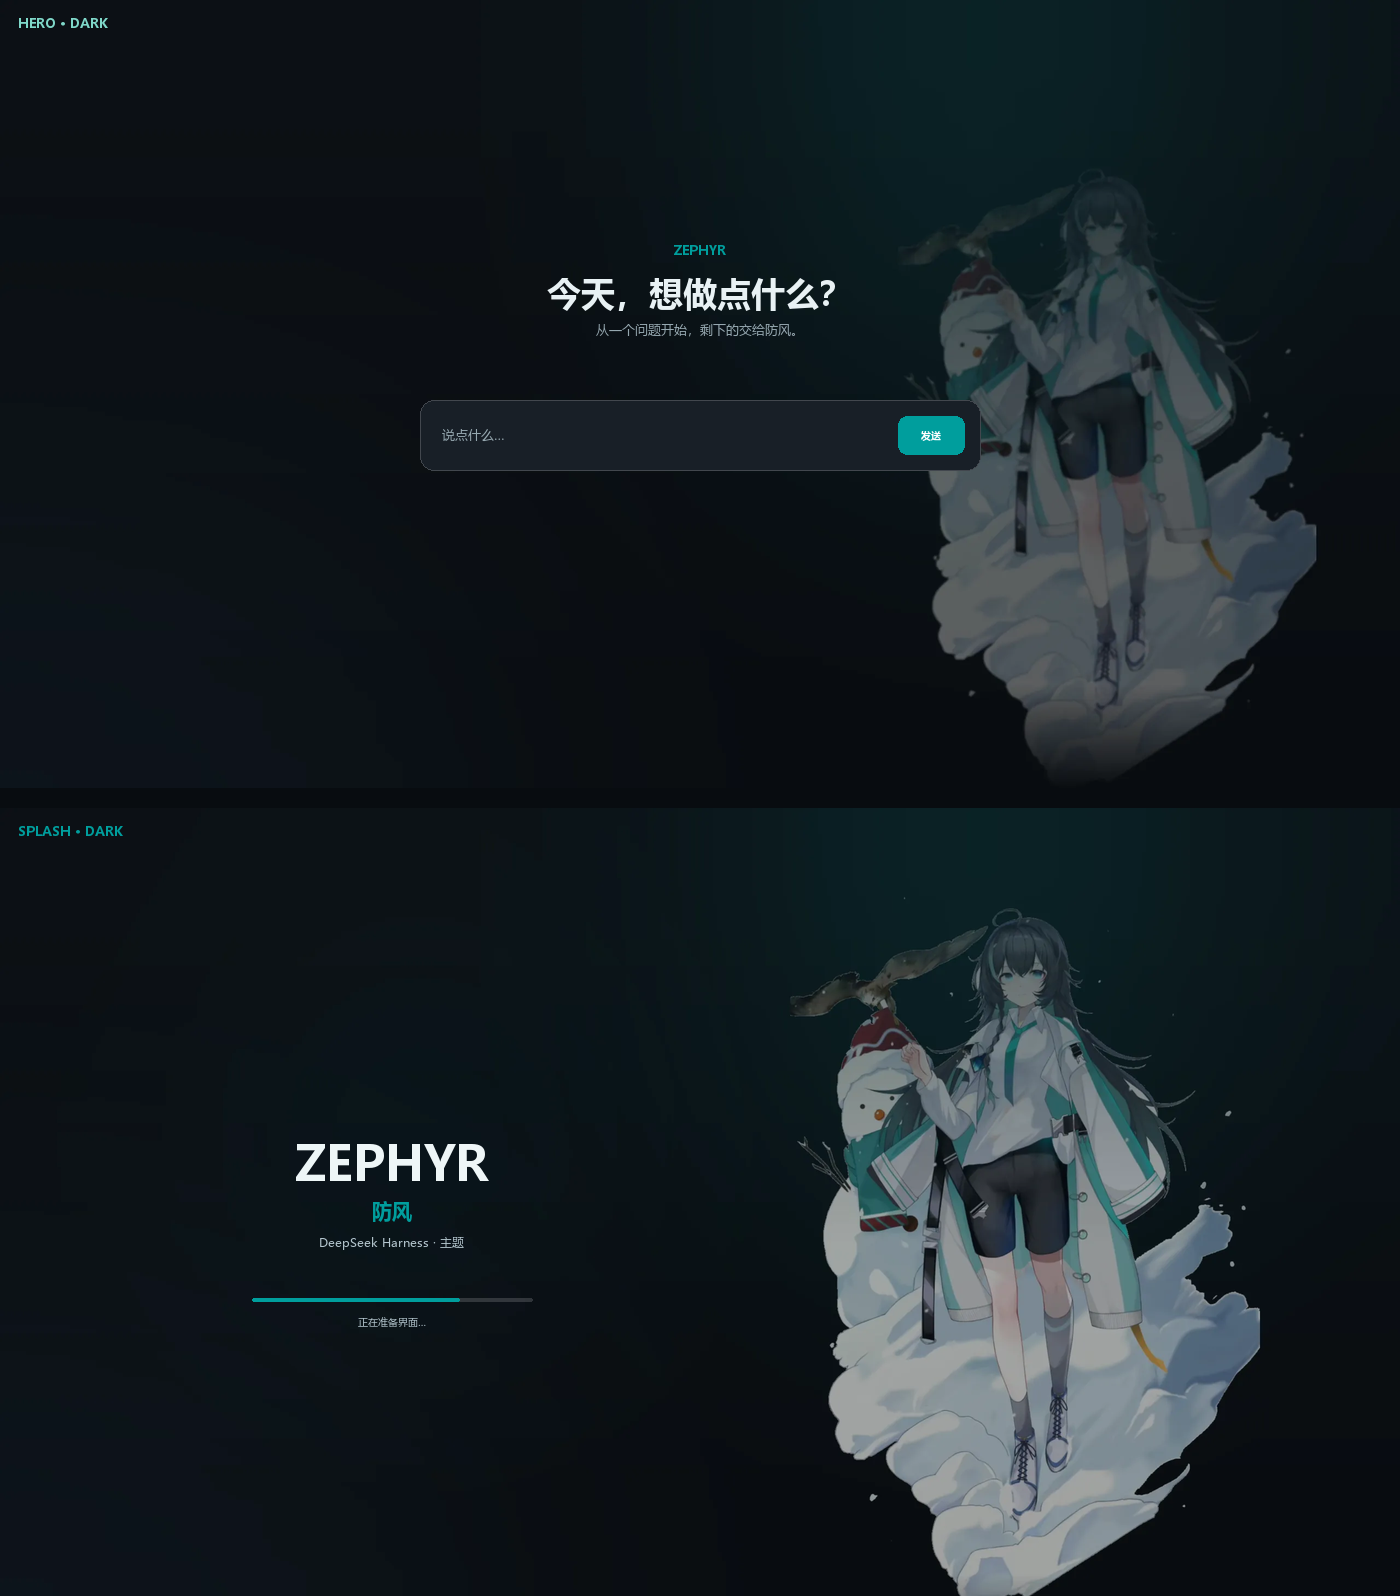 HERO • DARK
ZEPHYR
今天，想做点什么？
从一个问题开始，剩下的交给防风。
说点什么...
发送
SPLASH • DARK
ZEPHYR
防风
DeepSeek Harness · 主题
正在准备界面...